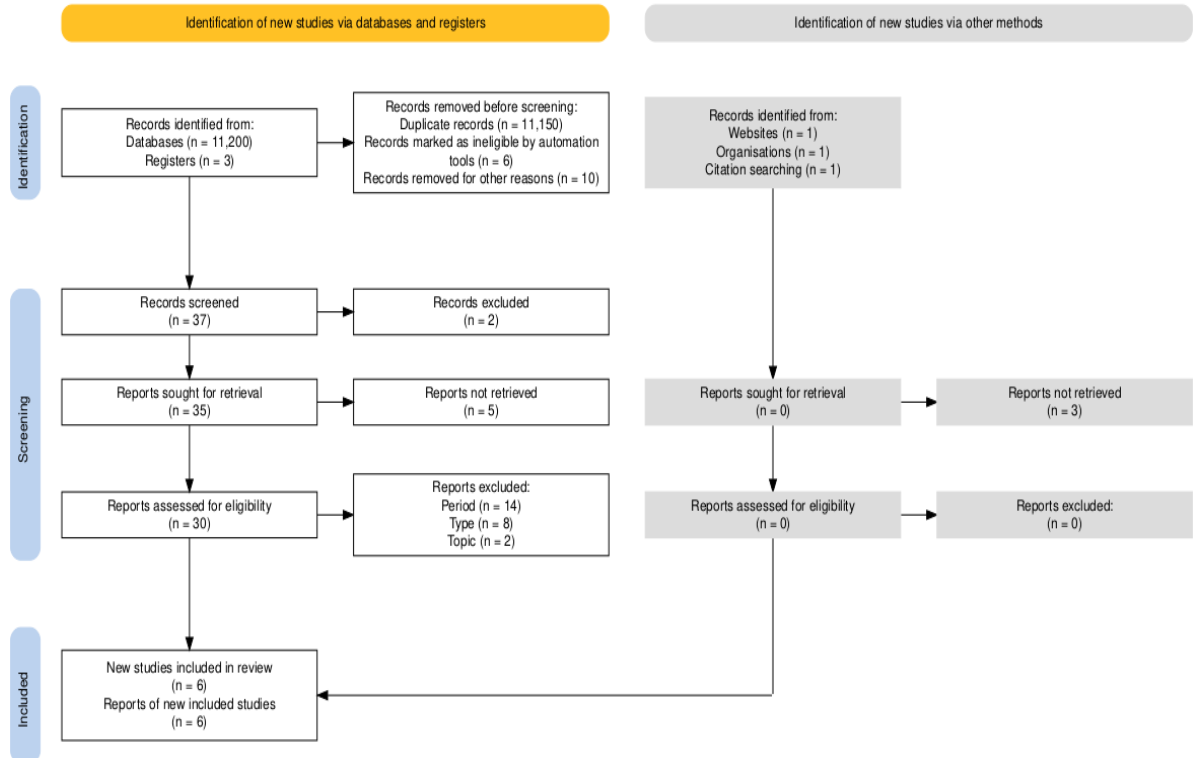 Identification of new studies via databases and registers
Identification of new studies via other methods
Identification
Records identified from:
Databases (n = 11,200)
Registers (n = 3)
Records removed before screening:
Duplicate records (n = 11,150)
Records marked as ineligible by automation
tools (n = 6)
Records removed for other reasons (n = 10)
Records identified from:
Websites (n = 1)
Organisations (n = 1)
Citation searching (n = 1)
Screening
Records screened
(n = 37)
Records excluded
(n = 2)
Reports sought for retrieval
(n = 35)
Reports not retrieved
(n = 5)
Reports sought for retrieval
(n = 0)
Reports not retrieved
(n = 3)
Reports assessed for eligibility
(n = 30)
Reports excluded:
Period (n = 14)
Type (n = 8)
Topic (n = 2)
Reports assessed for eligibility
(n = 0)
Reports excluded:
(n = 0)
Included
New studies included in review
(n = 6)
Reports of new included studies
(n = 6)